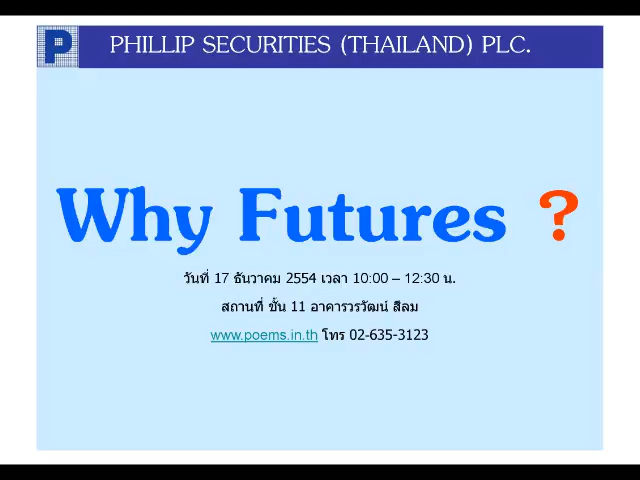 P
PHILLIP SECURITIES (THAILAND) PLC.
Why Futures ?
วันที่ 17 ธันวาคม 2554 เวลา 10:00 – 12:30 น.
สถานที่ ชั้น 11 อาคารวรวัฒน์ สีลม
www.poems.in.th โทร 02-635-3123